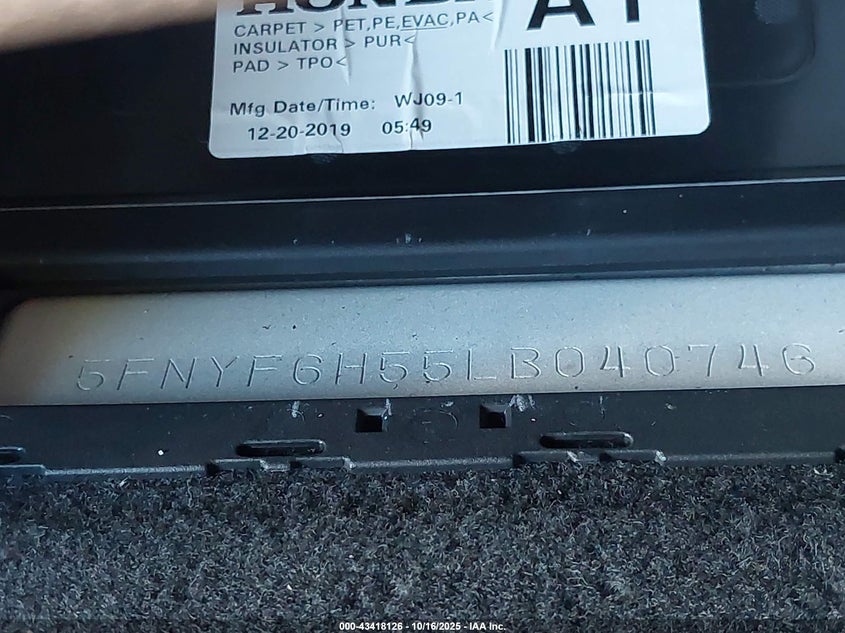 HONDA
A1
CARPET > PET,PE,EVAC,PA<
INSULATOR > PUR<
PAD > TPO<
Mfg Date/Time: WJ09-1
12-20-2019 05:49
5FNYF6H55LB040746
000-43418126 - 10/16/2025 - IAA Inc.